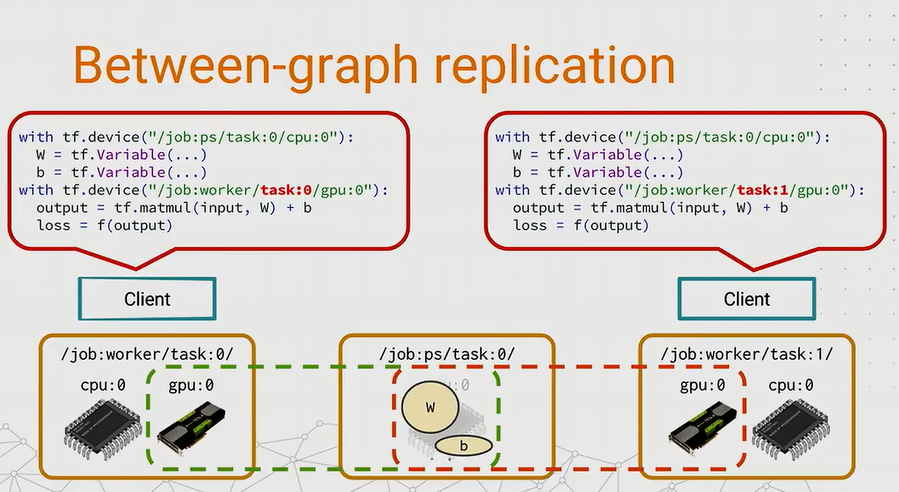 Between-graph replication
with tf.device("/job:ps/task:0/cpu:0"):
W = tf.Variable(...)
b = tf.Variable(...)
with tf.device("/job:worker/task:0/gpu:0"):
output = tf.matmul(input, W) + b
loss = f(output)
with tf.device("/job:ps/task:0/cpu:0"):
W = tf.Variable(...)
b = tf.Variable(...)
with tf.device("/job:worker/task:1/gpu:0"):
output = tf.matmul(input, W) + b
loss = f(output)
Client
Client
/job:worker/task:0/
cpu:0
gpu:0
/job:ps/task:0/
W
b
/job:worker/task:1/
gpu:0
cpu:0